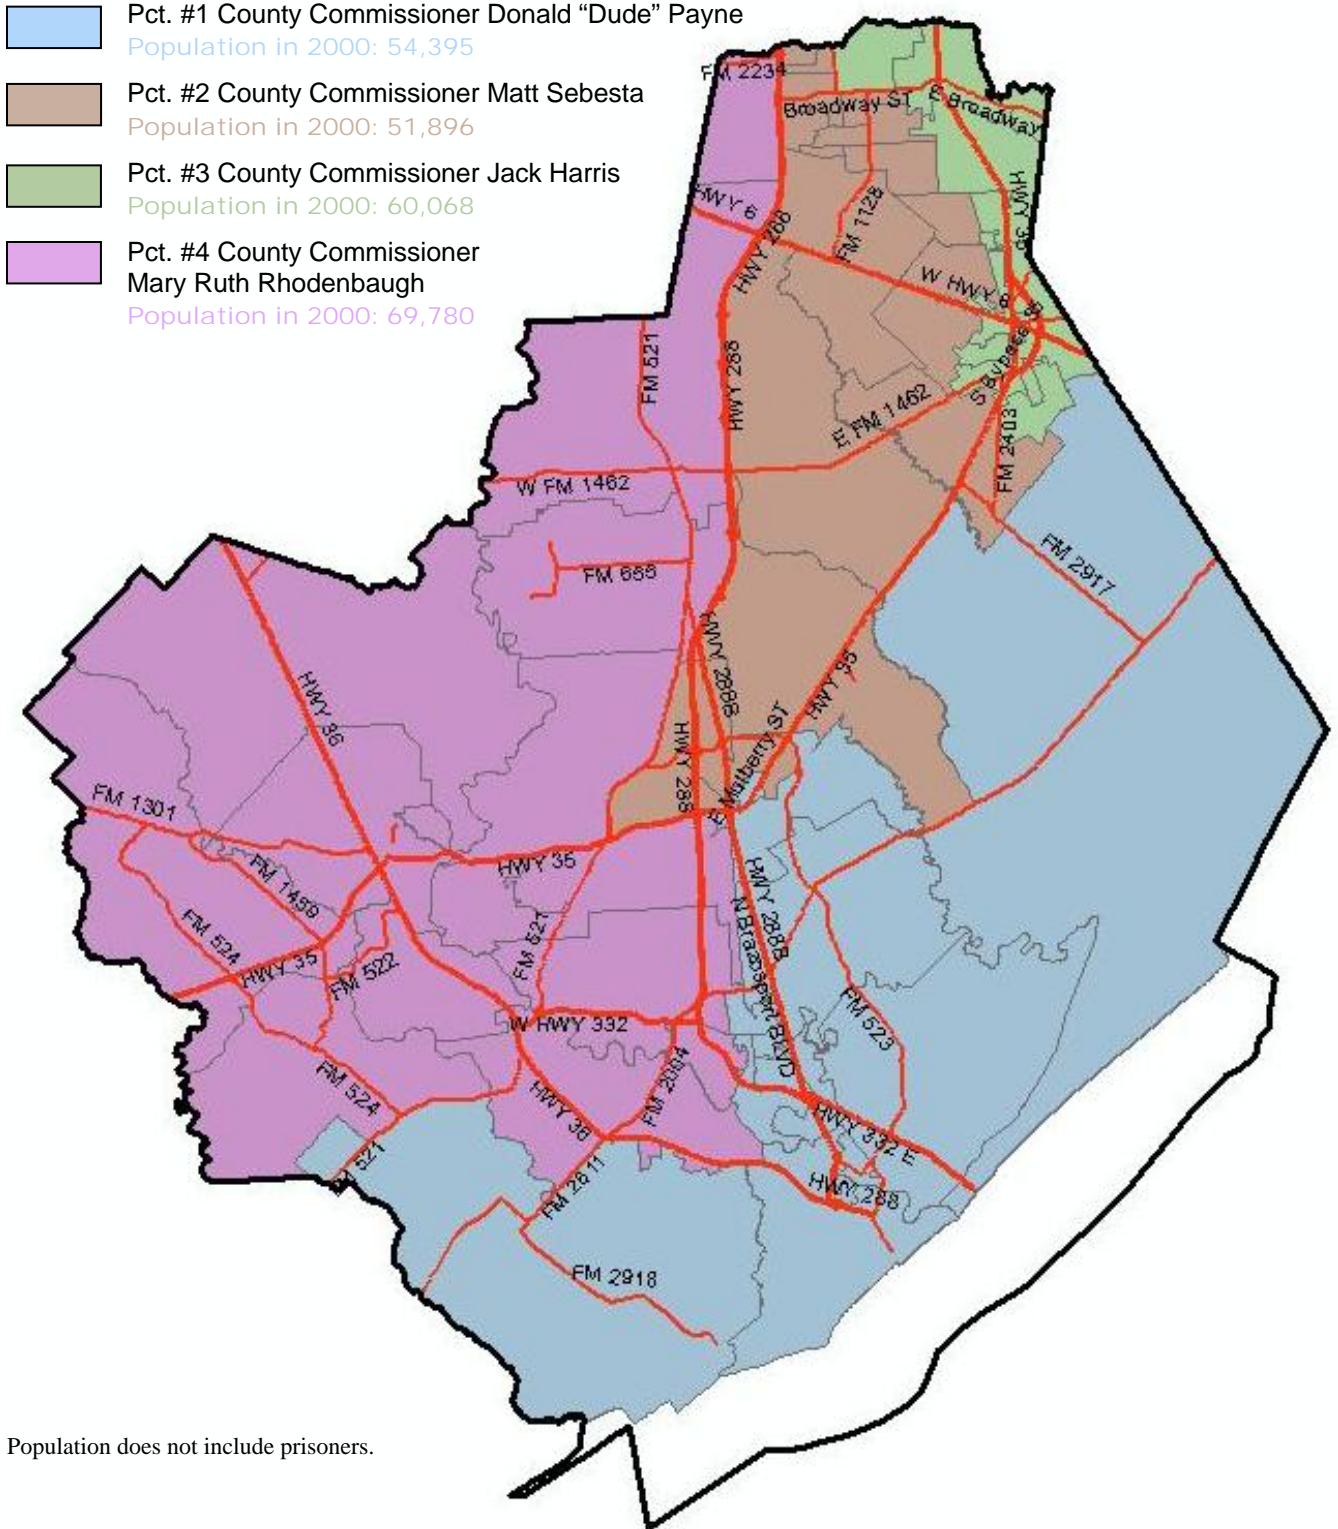 Pct. #1 County Commissioner Donald “Dude” Payne
Population in 2000: 54,395
Pct. #2 County Commissioner Matt Sebesta
Population in 2000: 51,896
Pct. #3 County Commissioner Jack Harris
Population in 2000: 60,068
Pct. #4 County Commissioner
Mary Ruth Rhodenbaugh
Population in 2000: 69,780
FM 2234
Broadway ST
E Broadway
HWY 6
HWY 288
FM 1128
HWY 35
W HWY 6
FM 521
HWY 288
S Bypass
E FM 1462
FM 2403
W FM 1462
FM 2917
FM 655
HWY 288B
HWY 36
HWY 35
HWY 288
E Mulberry ST
FM 1301
HWY 35
FM 1459
HWY 288B
FM 524
FM 521
N Brazosport BLVD
HWY 35
FM 522
FM 523
W HWY 332
FM 2004
FM 524
HWY 36
HWY 332 E
FM 521
FM 2611
HWY 288
FM 2918
Population does not include prisoners.